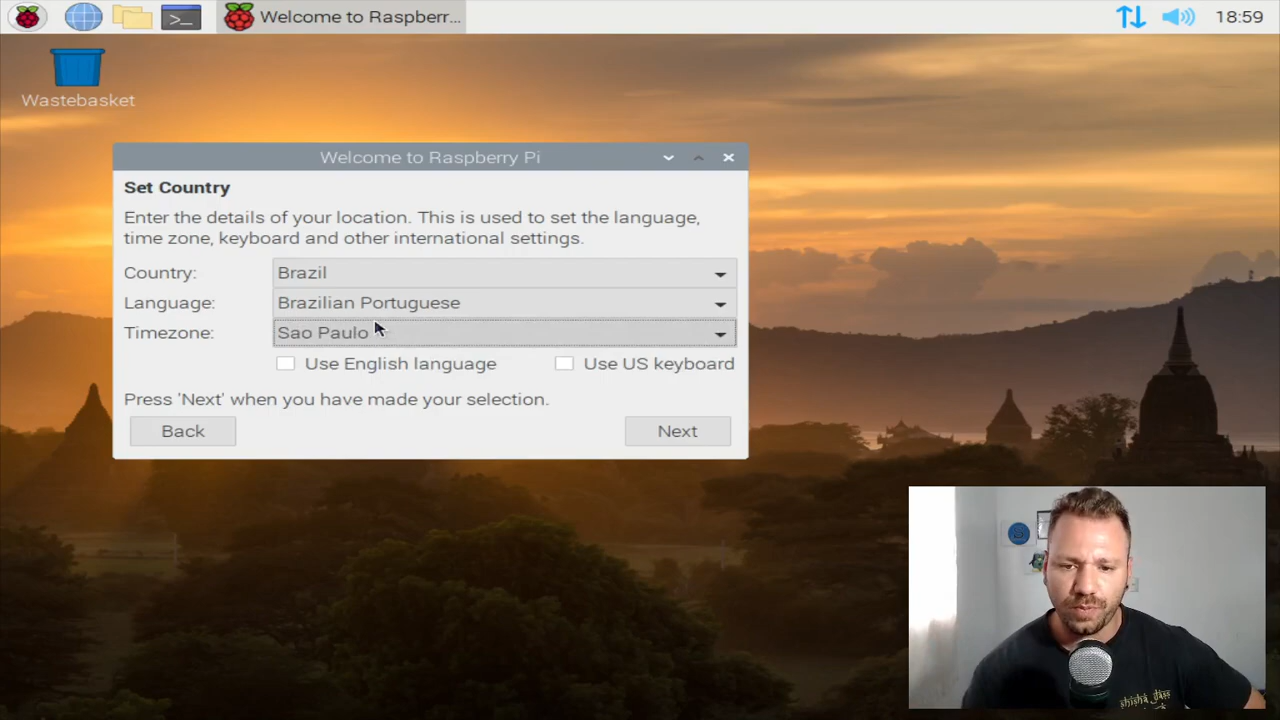 Welcome to Raspberr...
18:59
Wastebasket
Welcome to Raspberry Pi
Set Country
Enter the details of your location. This is used to set the language,
time zone, keyboard and other international settings.
Country: Brazil
Language: Brazilian Portuguese
Timezone: Sao Paulo
Use English language Use US keyboard
Press 'Next' when you have made your selection.
Back Next
shisha